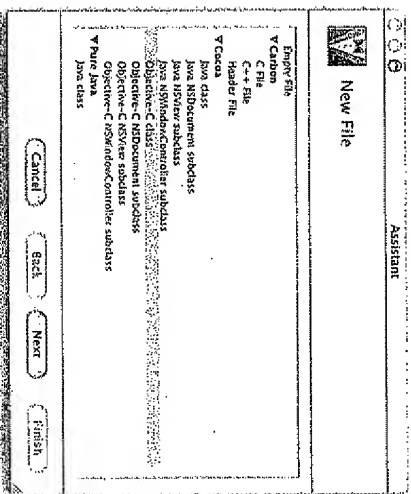 Assistant
New File
Empty File
▼ Carbon
C File
C++ File
Header File
▼ Cocoa
Java class
Java NSDocument subclass
Java NSView subclass
Java NSWindowController subclass
Objective-C class
Objective-C NSDocument subclass
Objective-C NSView subclass
Objective-C NSWindowController subclass
▼ Pure Java
Java class
Cancel
Back
Next
Finish